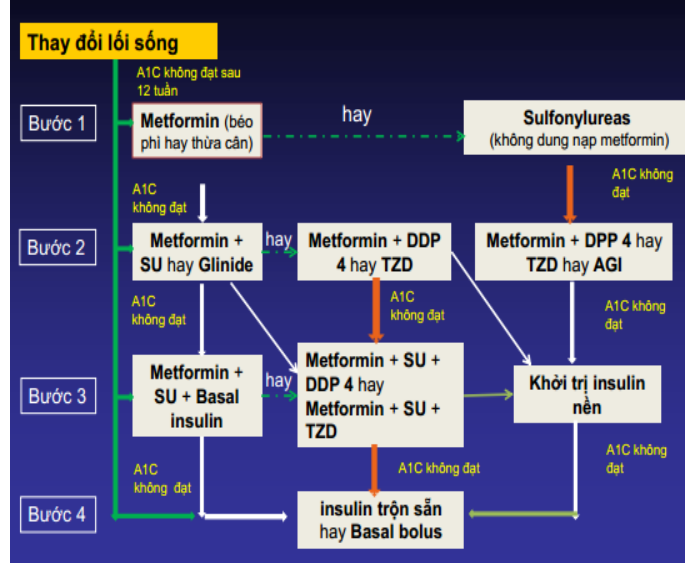 Thay đổi lối sống
A1C không đạt sau
12 tuần
Bước 1
Metformin (béo
phì hay thừa cân)
hay
Sulfonylureas
(không dung nạp metformin)
A1C
không đạt
A1C không
đạt
Bước 2
Metformin +
SU hay Glinide
hay
Metformin + DDP
4 hay TZD
Metformin + DPP 4 hay
TZD hay AGI
A1C
không đạt
A1C
không đạt
A1C không
đạt
Bước 3
Metformin +
SU + Basal
insulin
hay
Metformin + SU +
DDP 4 hay
Metformin + SU +
TZD
Khởi trị insulin
nền
A1C
không đạt
A1C không đạt
A1C không
đạt
Bước 4
insulin trộn sẵn
hay Basal bolus